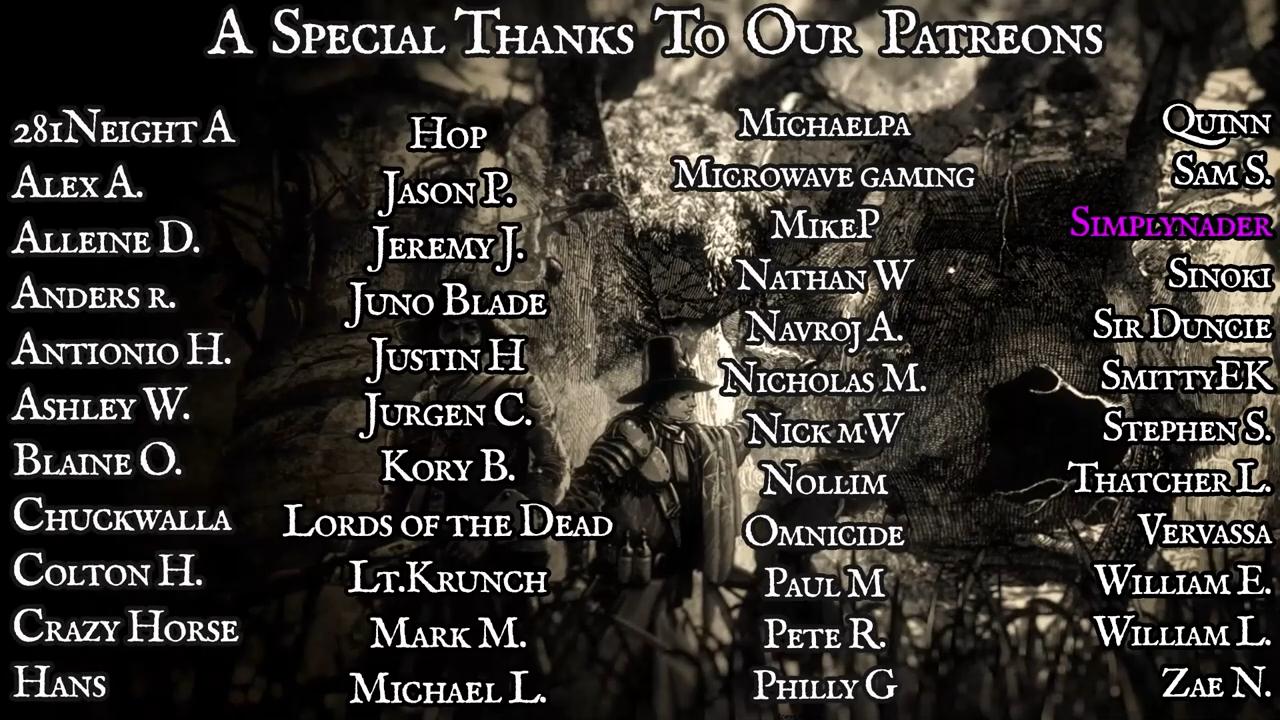 A Special Thanks To Our Patreons
281Neight A
Alex A.
Alleine D.
Anders r.
Antionio H.
Ashley W.
Blaine O.
Chuckwalla
Colton H.
Crazy Horse
Hans
Hop
Jason P.
Jeremy J.
Juno Blade
Justin H
Jurgen C.
Kory B.
Lords of the Dead
Lt.Krunch
Mark M.
Michael L.
Michaelpa
Microwave gaming
MikeP
Nathan W
Navroj A.
Nicholas M.
Nick mW
Nollim
Omnicide
Paul M
Pete R.
Philly G
Quinn
Sam S.
Simplynader
Sinoki
Sir Duncie
SmittyEK
Stephen S.
Thatcher L.
Vervassa
William E.
William L.
Zae N.